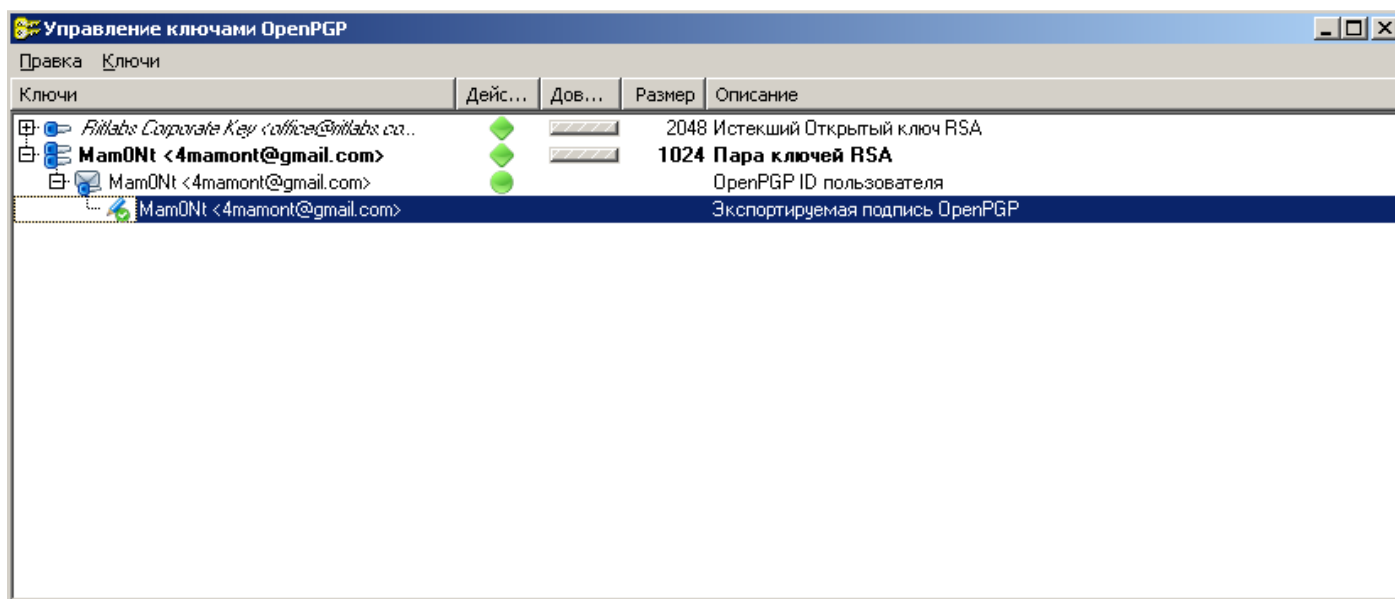 Управление ключами OpenPGP
Правка Ключи
Ключи Дейс... Дов... Размер Описание
Ritlabs Corporate Key <office@ritlabs.co... 2048 Истекший Открытый ключ RSA
Mam0Nt <4mamont@gmail.com> 1024 Пара ключей RSA
Mam0Nt <4mamont@gmail.com> OpenPGP ID пользователя
Mam0Nt <4mamont@gmail.com> Экспортируемая подпись OpenPGP